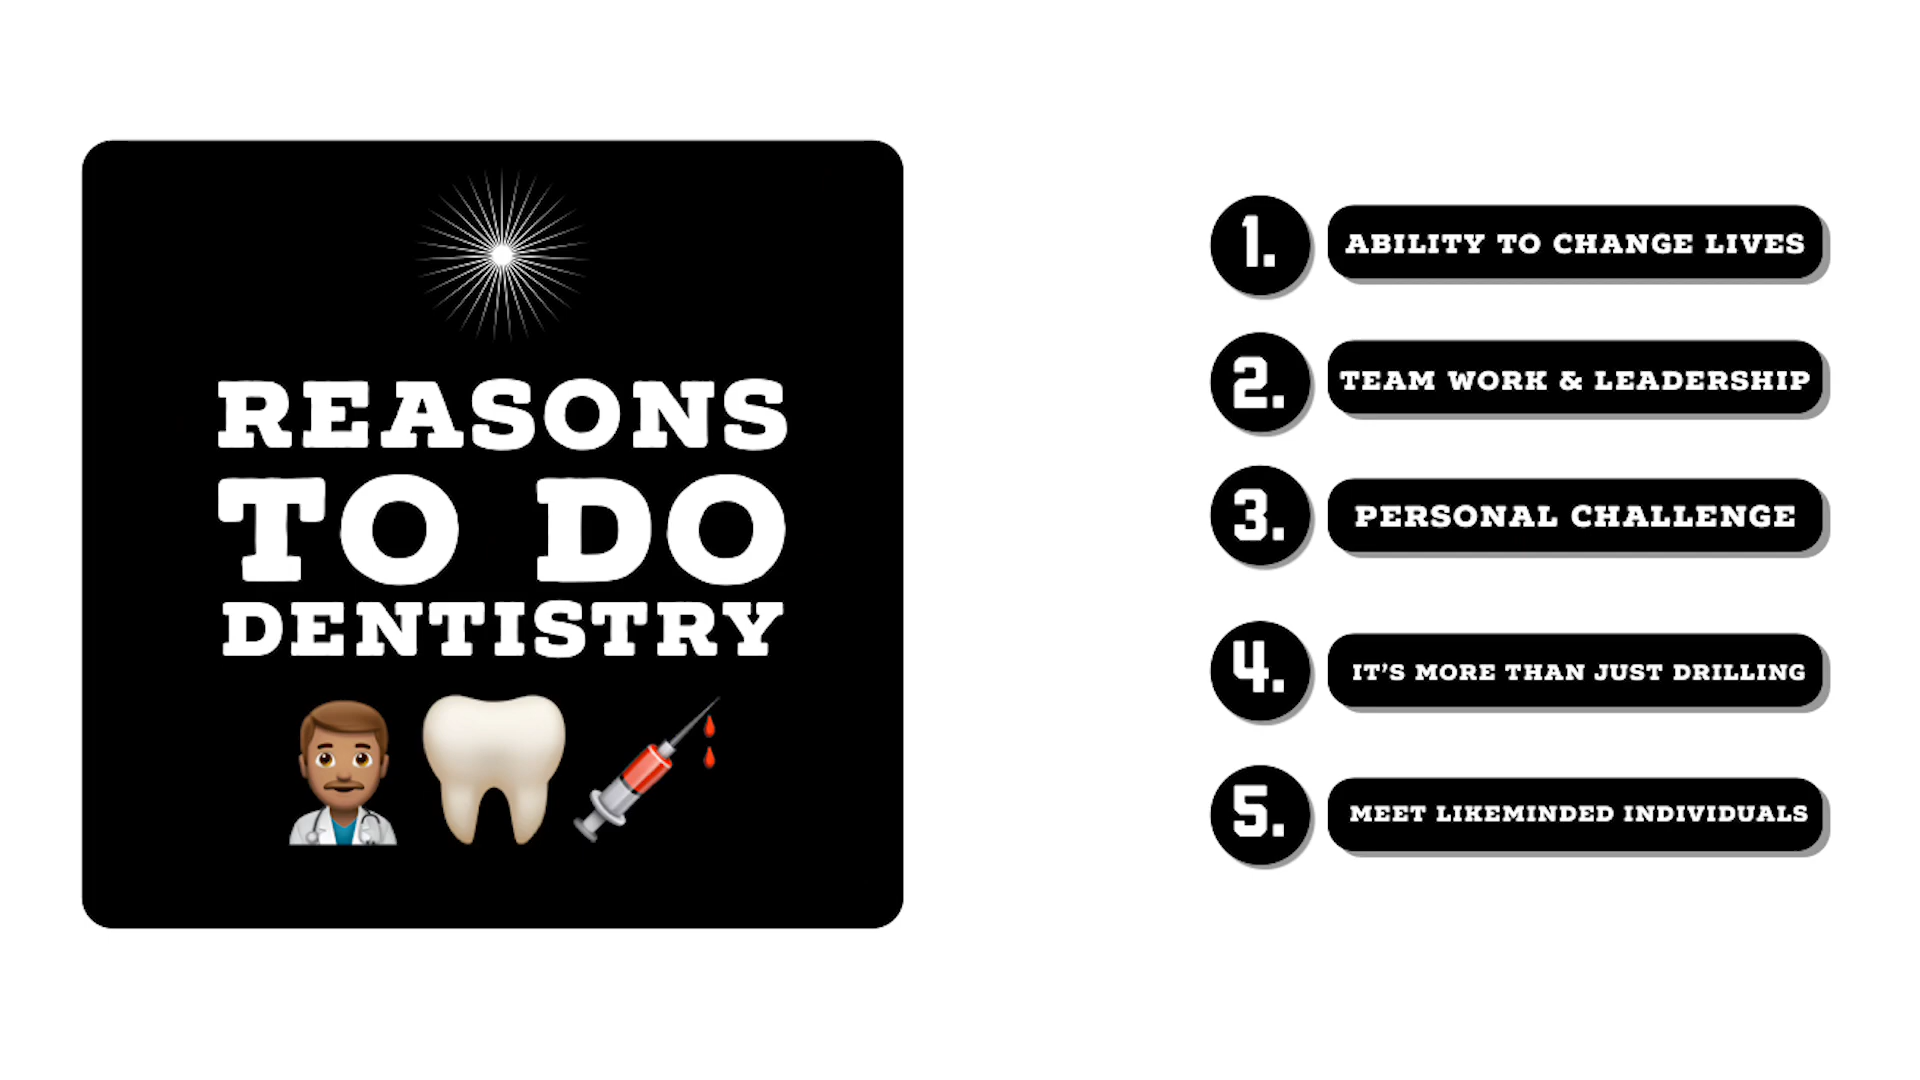 REASONS
TO DO
DENTISTRY
1. ABILITY TO CHANGE LIVES
2. TEAM WORK & LEADERSHIP
3. PERSONAL CHALLENGE
4. IT'S MORE THAN JUST DRILLING
5. MEET LIKEMINDED INDIVIDUALS